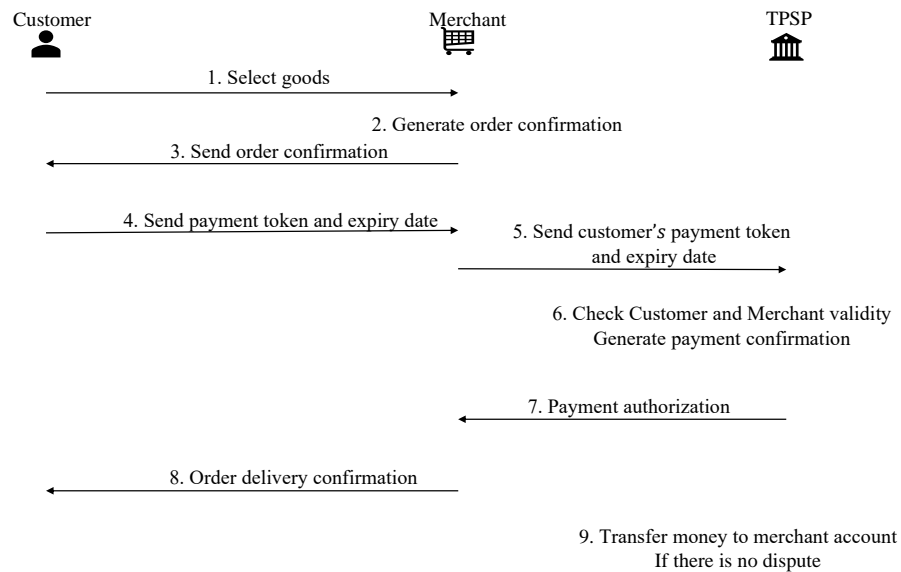 Customer
Merchant
TPSP
1. Select goods
2. Generate order confirmation
3. Send order confirmation
4. Send payment token and expiry date
5. Send customer's payment token
and expiry date
6. Check Customer and Merchant validity
Generate payment confirmation
7. Payment authorization
8. Order delivery confirmation
9. Transfer money to merchant account
If there is no dispute